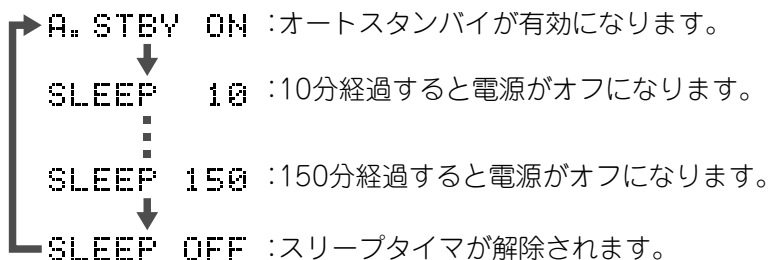 A. STBY ON :オートスタンバイが有効になります。
SLEEP 10 :10分経過すると電源がオフになります。
SLEEP 150 :150分経過すると電源がオフになります。
SLEEP OFF :スリープタイマが解除されます。